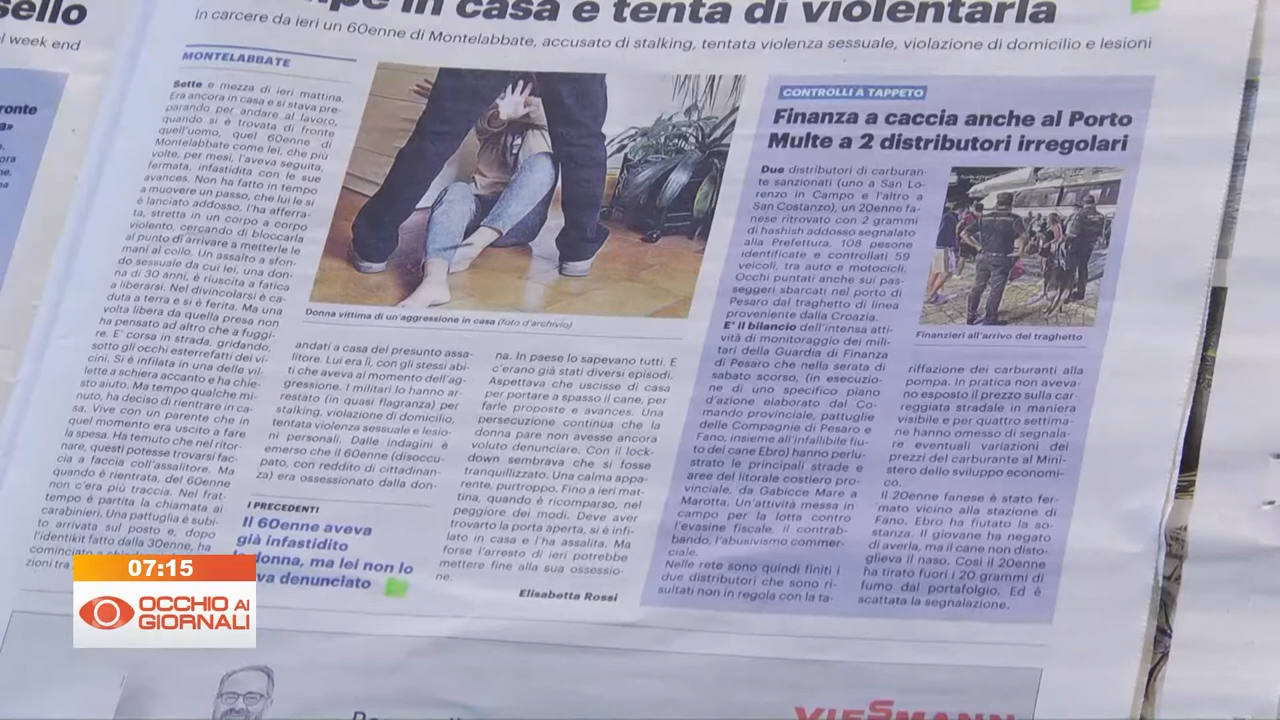 sello
l week end
ronte
a»
irrompe in casa e tenta di violentarla
In carcere da ieri un 60enne di Montelabbate, accusato di stalking, tentata violenza sessuale, violazione di domicilio e lesioni
MONTELABBATE
Sette e mezza di ieri mattina.
Era ancora in casa e si stava pre-
parando per andare al lavoro,
quando si è trovata di fronte
quell'uomo, quel 60enne di
Montelabbate come lei, che più
volte, per mesi, l'aveva seguita,
fermata, infastidita con le sue
avances. Non ha fatto in tempo
a muovere un passo, che lui le si
è lanciato addosso, l'ha afferra-
ta, stretta in un corpo a corpo
violento, cercando di bloccarla
al punto di arrivare a metterle le
mani al collo. Un assalto a sfon-
do sessuale da cui lei, una don-
na di 30 anni, è riuscita a fatica
a liberarsi. Nel divincolarsi è ca-
duta a terra e si è ferita. Ma una
volta libera da quella presa non
ha pensato ad altro che a fuggi-
re. E' corsa in strada, gridando,
sotto gli occhi esterrefatti dei vi-
cini. Si è infilata in una delle vil-
lette a schiera accanto e ha chie-
sto aiuto. Ma tempo qualche mi-
nuto, ha deciso di rientrare in ca-
sa. Vive con un parente che in
quel momento era uscito a fare
la spesa. Ha temuto che nel ritor-
nare, questi potesse trovarsi fac-
cia a faccia coll'assalitore. Ma
quando è rientrata, del 60enne
non c'era più traccia. Nel frat-
tempo è partita la chiamata ai
carabinieri. Una pattuglia è subi-
to arrivata sul posto e, dopo
l'identikit fatto dalla 30enne, ha
cominciato a
zioni tra
Donna vittima di un'aggressione in casa (foto d'archivio)
andati a casa del presunto assa-
litore. Lui era lì, con gli stessi abi-
ti che aveva al momento dell'ag-
gressione. I militari lo hanno ar-
restato (in quasi flagranza) per
stalking, violazione di domicilio,
tentata violenza sessuale e lesio-
ni personali. Dalle indagini è
emerso che il 60enne (disoccu-
pato, con reddito di cittadinan-
za) era ossessionato dalla don-
I PRECEDENTI
Il 60enne aveva
già infastidito
la donna, ma lei non lo
aveva denunciato
na. In paese lo sapevano tutti. E
c'erano già stati diversi episodi.
Aspettava che uscisse di casa
per portare a spasso il cane, per
farle proposte e avances. Una
persecuzione continua che la
donna pare non avesse ancora
voluto denunciare. Con il lock-
down sembrava che si fosse
tranquillizzato. Una calma appa-
rente, purtroppo. Fino a ieri mat-
tina, quando è ricomparso, nel
peggiore dei modi. Deve aver
trovarto la porta aperta, si è infi-
lato in casa e l'ha assalita. Ma
forse l'arresto di ieri potrebbe
mettere fine alla sua ossessio-
ne.
Elisabetta Rossi
CONTROLLI A TAPPETO
Finanza a caccia anche al Porto
Multe a 2 distributori irregolari
Due distributori di carburan-
te sanzionati (uno a San Lo-
renzo in Campo e l'altro a
San Costanzo), un 20enne fa-
nese ritrovato con 2 grammi
di hashish addosso segnalato
alla Prefettura, 108 pesone
identificate e controllati 59
veicoli, tra auto e motocicli.
Occhi puntati anche sui pas-
seggeri sbarcati nel porto di
Pesaro dal traghetto di linea
proveniente dalla Croazia.
E' il bilancio dell'intensa atti-
vità di monitoraggio dei mili-
tari della Guardia di Finanza
di Pesaro che nella serata di
sabato scorso, (in esecuzio-
ne di uno specifico piano
d'azione elaborato dal Co-
mando provinciale, pattuglie
delle Compagnie di Pesaro e
Fano, insieme all'infallibile fiu-
to del cane Ebro) hanno perlu-
strato le principali strade e
aree del litorale costiero pro-
vinciale, da Gabicce Mare a
Marotta. Un'attività messa in
campo per la lotta contro
l'evasine fiscale, il contrab-
bando, l'abusivismo commer-
ciale.
Nelle rete sono quindi finiti i
due distributori che sono ri-
sultati non in regola con la ta-
Finanzieri all'arrivo del traghetto
riffazione dei carburanti alla
pompa. In pratica non aveva-
no esposto il prezzo sulla car-
reggiata stradale in maniera
visibile e per quattro settima-
ne hanno omesso di segnala-
re eventuali variazioni dei
prezzi del carburante al Mini-
stero dello sviluppo economi-
co.
Il 20enne fanese è stato fer-
mato vicino alla stazione di
Fano. Ebro ha fiutato la so-
stanza. Il giovane ha negato
di averla, ma il cane non disto-
glieva il naso. Così il 20enne
ha tirato fuori i 20 grammi di
fumo dal portafolgio. Ed è
scattata la segnalazione.
07:15
OCCHIO AI
GIORNALI
VIESSMANN